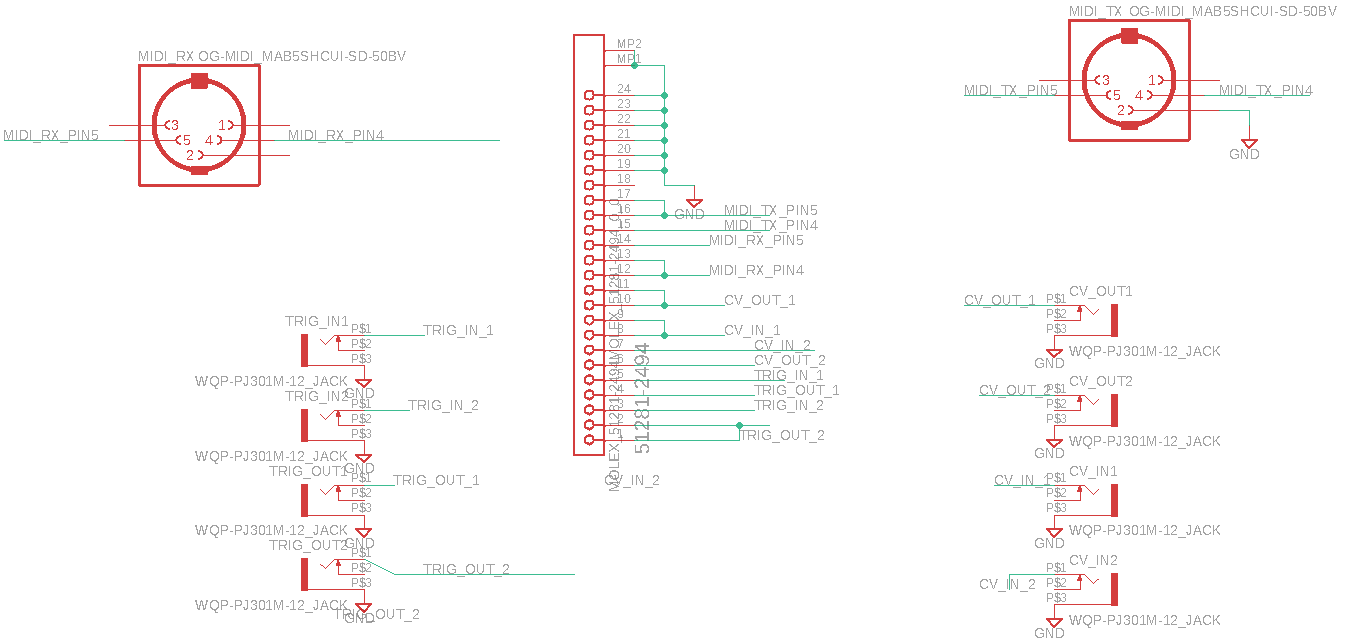 MIDI_RX OG-MIDI_MAB5SHCUI-SD-50BV
3 1
5 4
2
MIDI_RX_PIN5
MIDI_RX_PIN4
MP2
MP1
24
23
22
21
20
19
18
17
16
15
14
13
12
11
10
9
8
7
6
5
4
3
2
1
GND
MIDI_TX_PIN5
MIDI_TX_PIN4
MIDI_RX_PIN5
MIDI_RX_PIN4
CV_OUT_1
CV_IN_1
CV_IN_2
CV_OUT_2
TRIG_IN_1
TRIG_OUT_1
TRIG_IN_2
TRIG_OUT_2
CV_IN_2
51281-2494
MIDI_TX OG-MIDI_MAB5SHCUI-SD-50BV
3 1
5 4
2
MIDI_TX_PIN5
MIDI_TX_PIN4
GND
TRIG_IN1
P$1
P$2
P$3
TRIG_IN_1
WQP-PJ301M-12_JACK
GND
TRIG_IN2
P$1
P$2
P$3
TRIG_IN_2
WQP-PJ301M-12_JACK
GND
TRIG_OUT1
P$1
P$2
P$3
TRIG_OUT_1
WQP-PJ301M-12_JACK
GND
TRIG_OUT2
P$1
P$2
P$3
TRIG_OUT_2
WQP-PJ301M-12_JACK
GND
TRIG_OUT_2
CV_OUT1
CV_OUT_1
P$1
P$2
P$3
GND
WQP-PJ301M-12_JACK
CV_OUT2
CV_OUT_2
P$1
P$2
P$3
GND
WQP-PJ301M-12_JACK
CV_IN1
CV_IN_1
P$1
P$2
P$3
GND
WQP-PJ301M-12_JACK
CV_IN2
CV_IN_2
P$1
P$2
P$3
GND
WQP-PJ301M-12_JACK